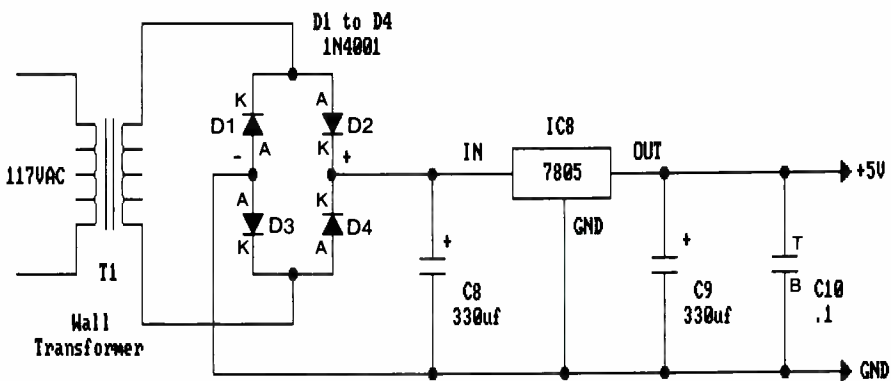 D1 to D4
1N4001
K
A
D1
D2
A
K
-
+
IN
IC8
7805
OUT
+5V
117VAC
A
K
D3
D4
K
A
GND
+
+
T
B
T1
C8
330uf
C9
330uf
C10
.1
Wall
Transformer
GND